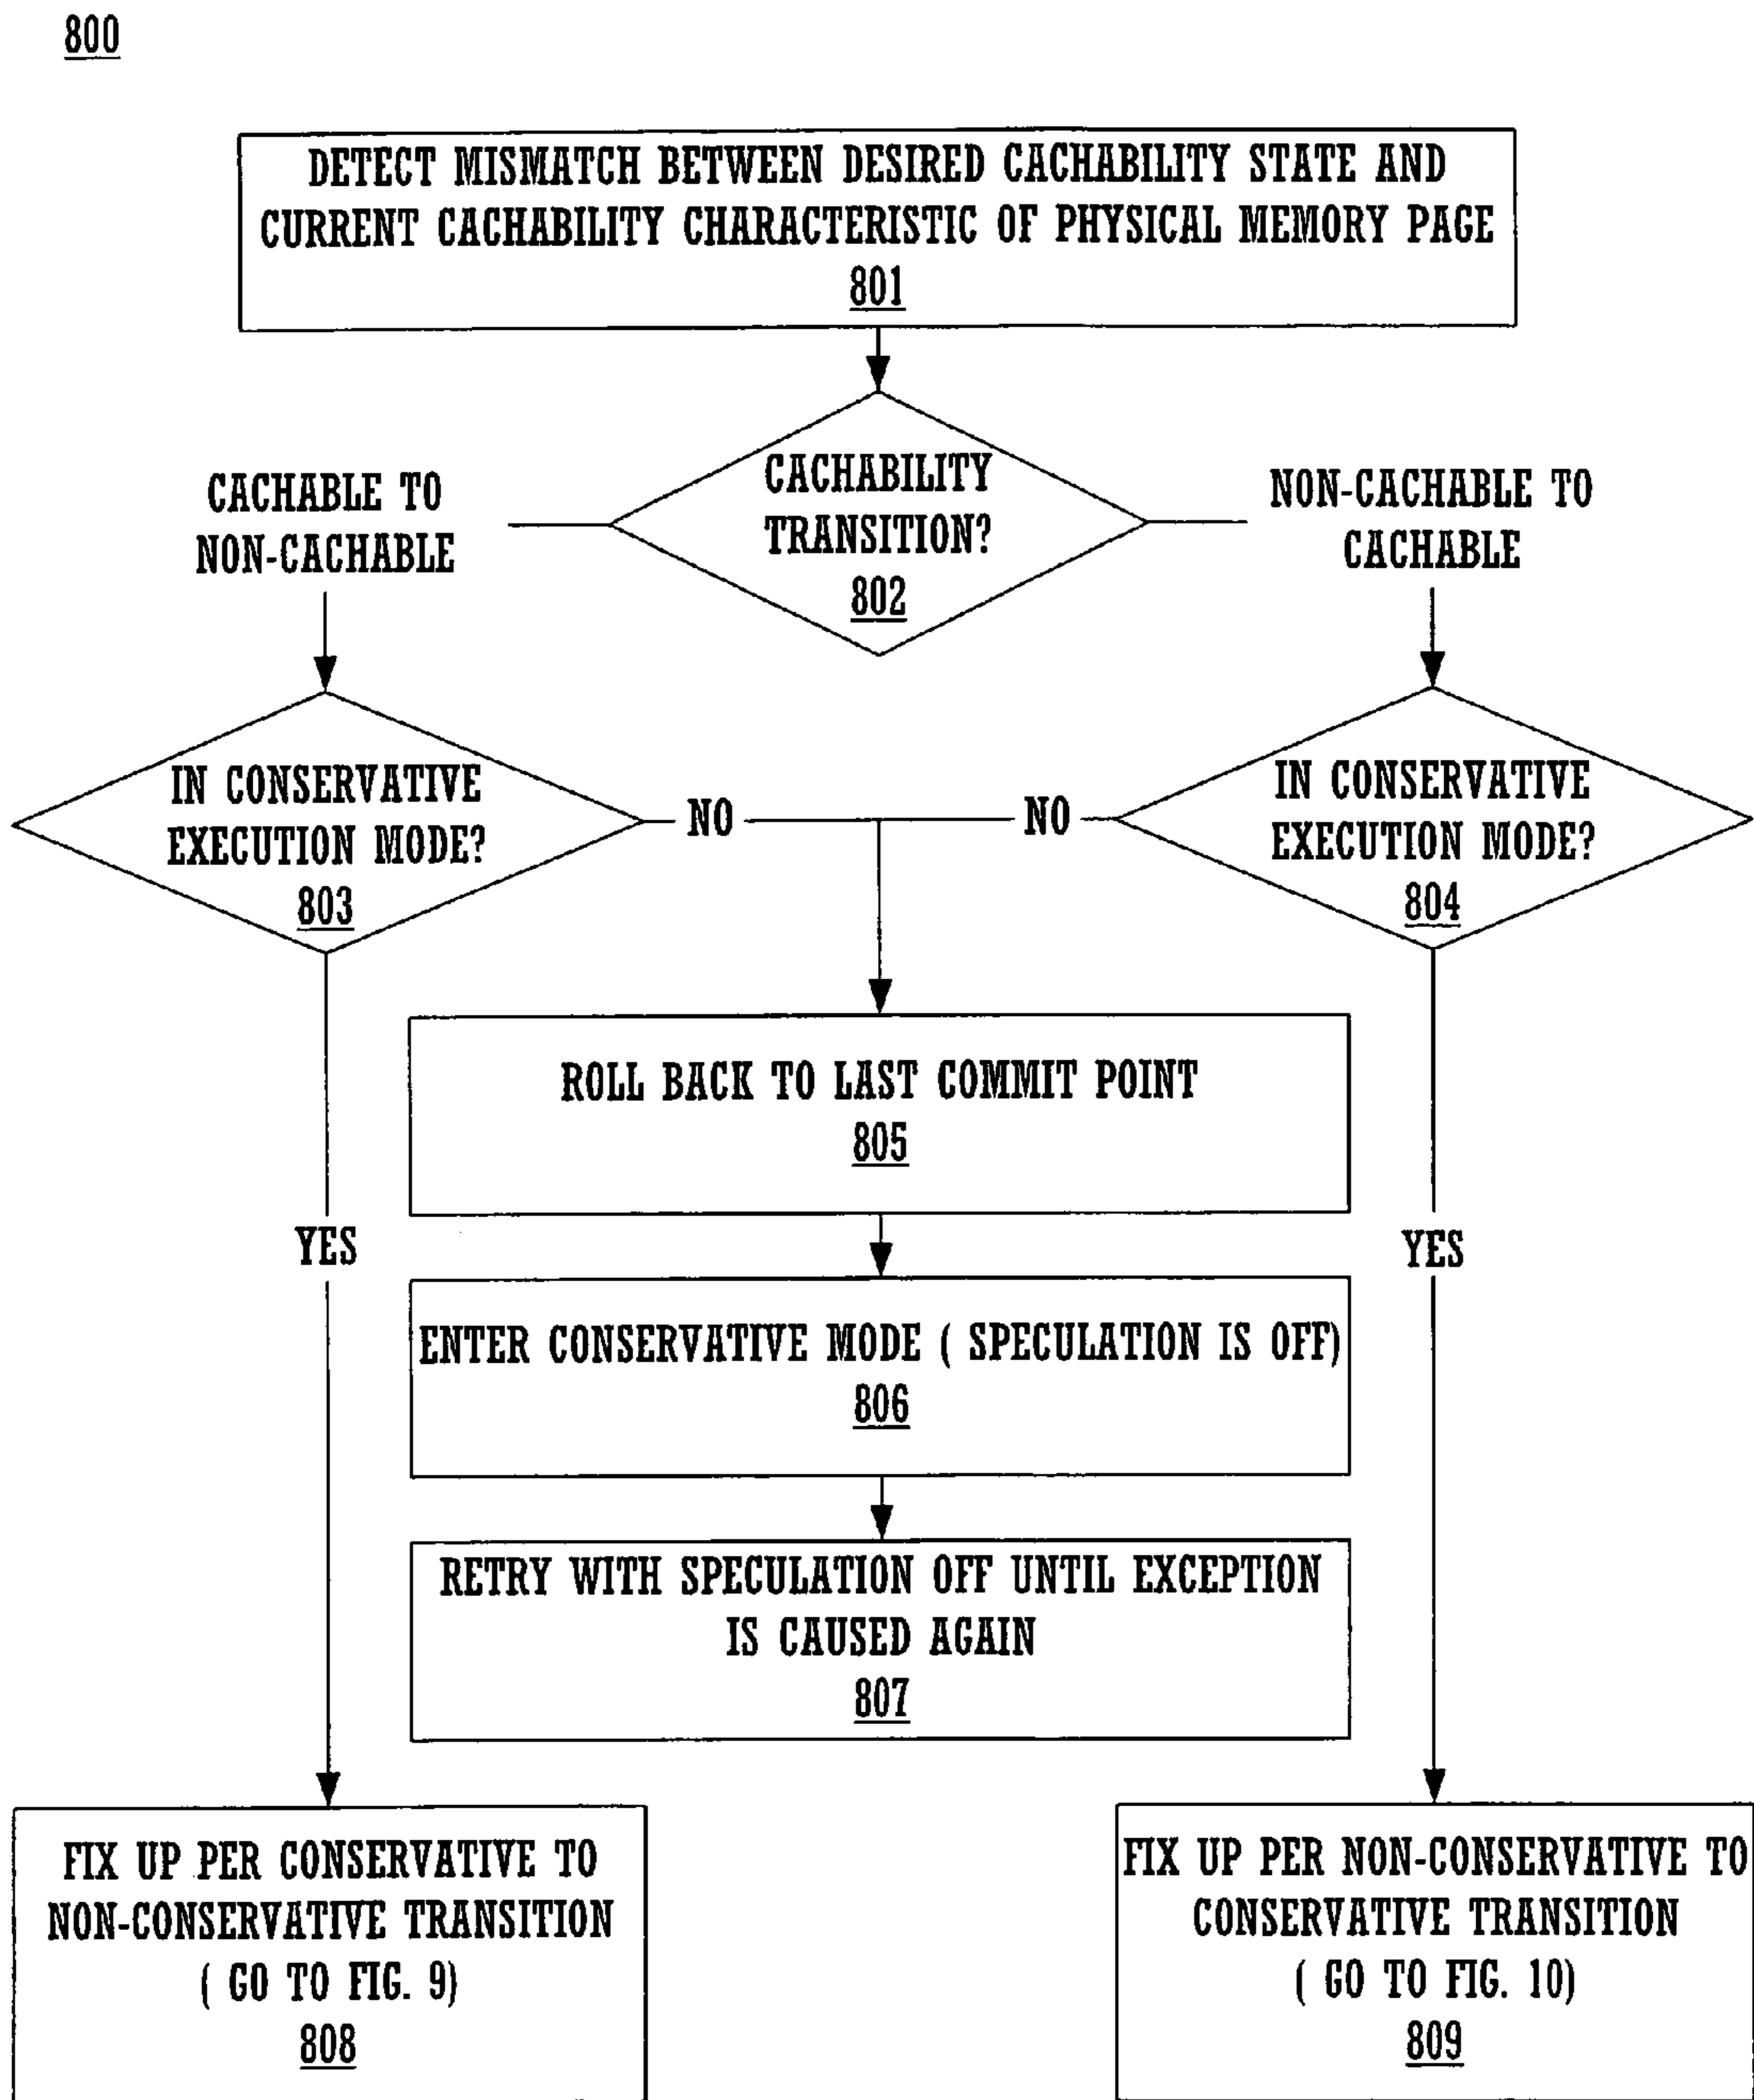 800
DETECT MISMATCH BETWEEN DESIRED CACHABILITY STATE AND
CURRENT CACHABILITY CHARACTERISTIC OF PHYSICAL MEMORY PAGE
801
CACHABILITY
TRANSITION?
802
CACHABLE TO
NON-CACHABLE
NON-CACHABLE TO
CACHABLE
IN CONSERVATIVE
EXECUTION MODE?
803
NO
NO
IN CONSERVATIVE
EXECUTION MODE?
804
ROLL BACK TO LAST COMMIT POINT
805
YES
YES
ENTER CONSERVATIVE MODE ( SPECULATION IS OFF)
806
RETRY WITH SPECULATION OFF UNTIL EXCEPTION
IS CAUSED AGAIN
807
FIX UP PER CONSERVATIVE TO
NON-CONSERVATIVE TRANSITION
( GO TO FIG. 9)
808
FIX UP PER NON-CONSERVATIVE TO
CONSERVATIVE TRANSITION
( GO TO FIG. 10)
809